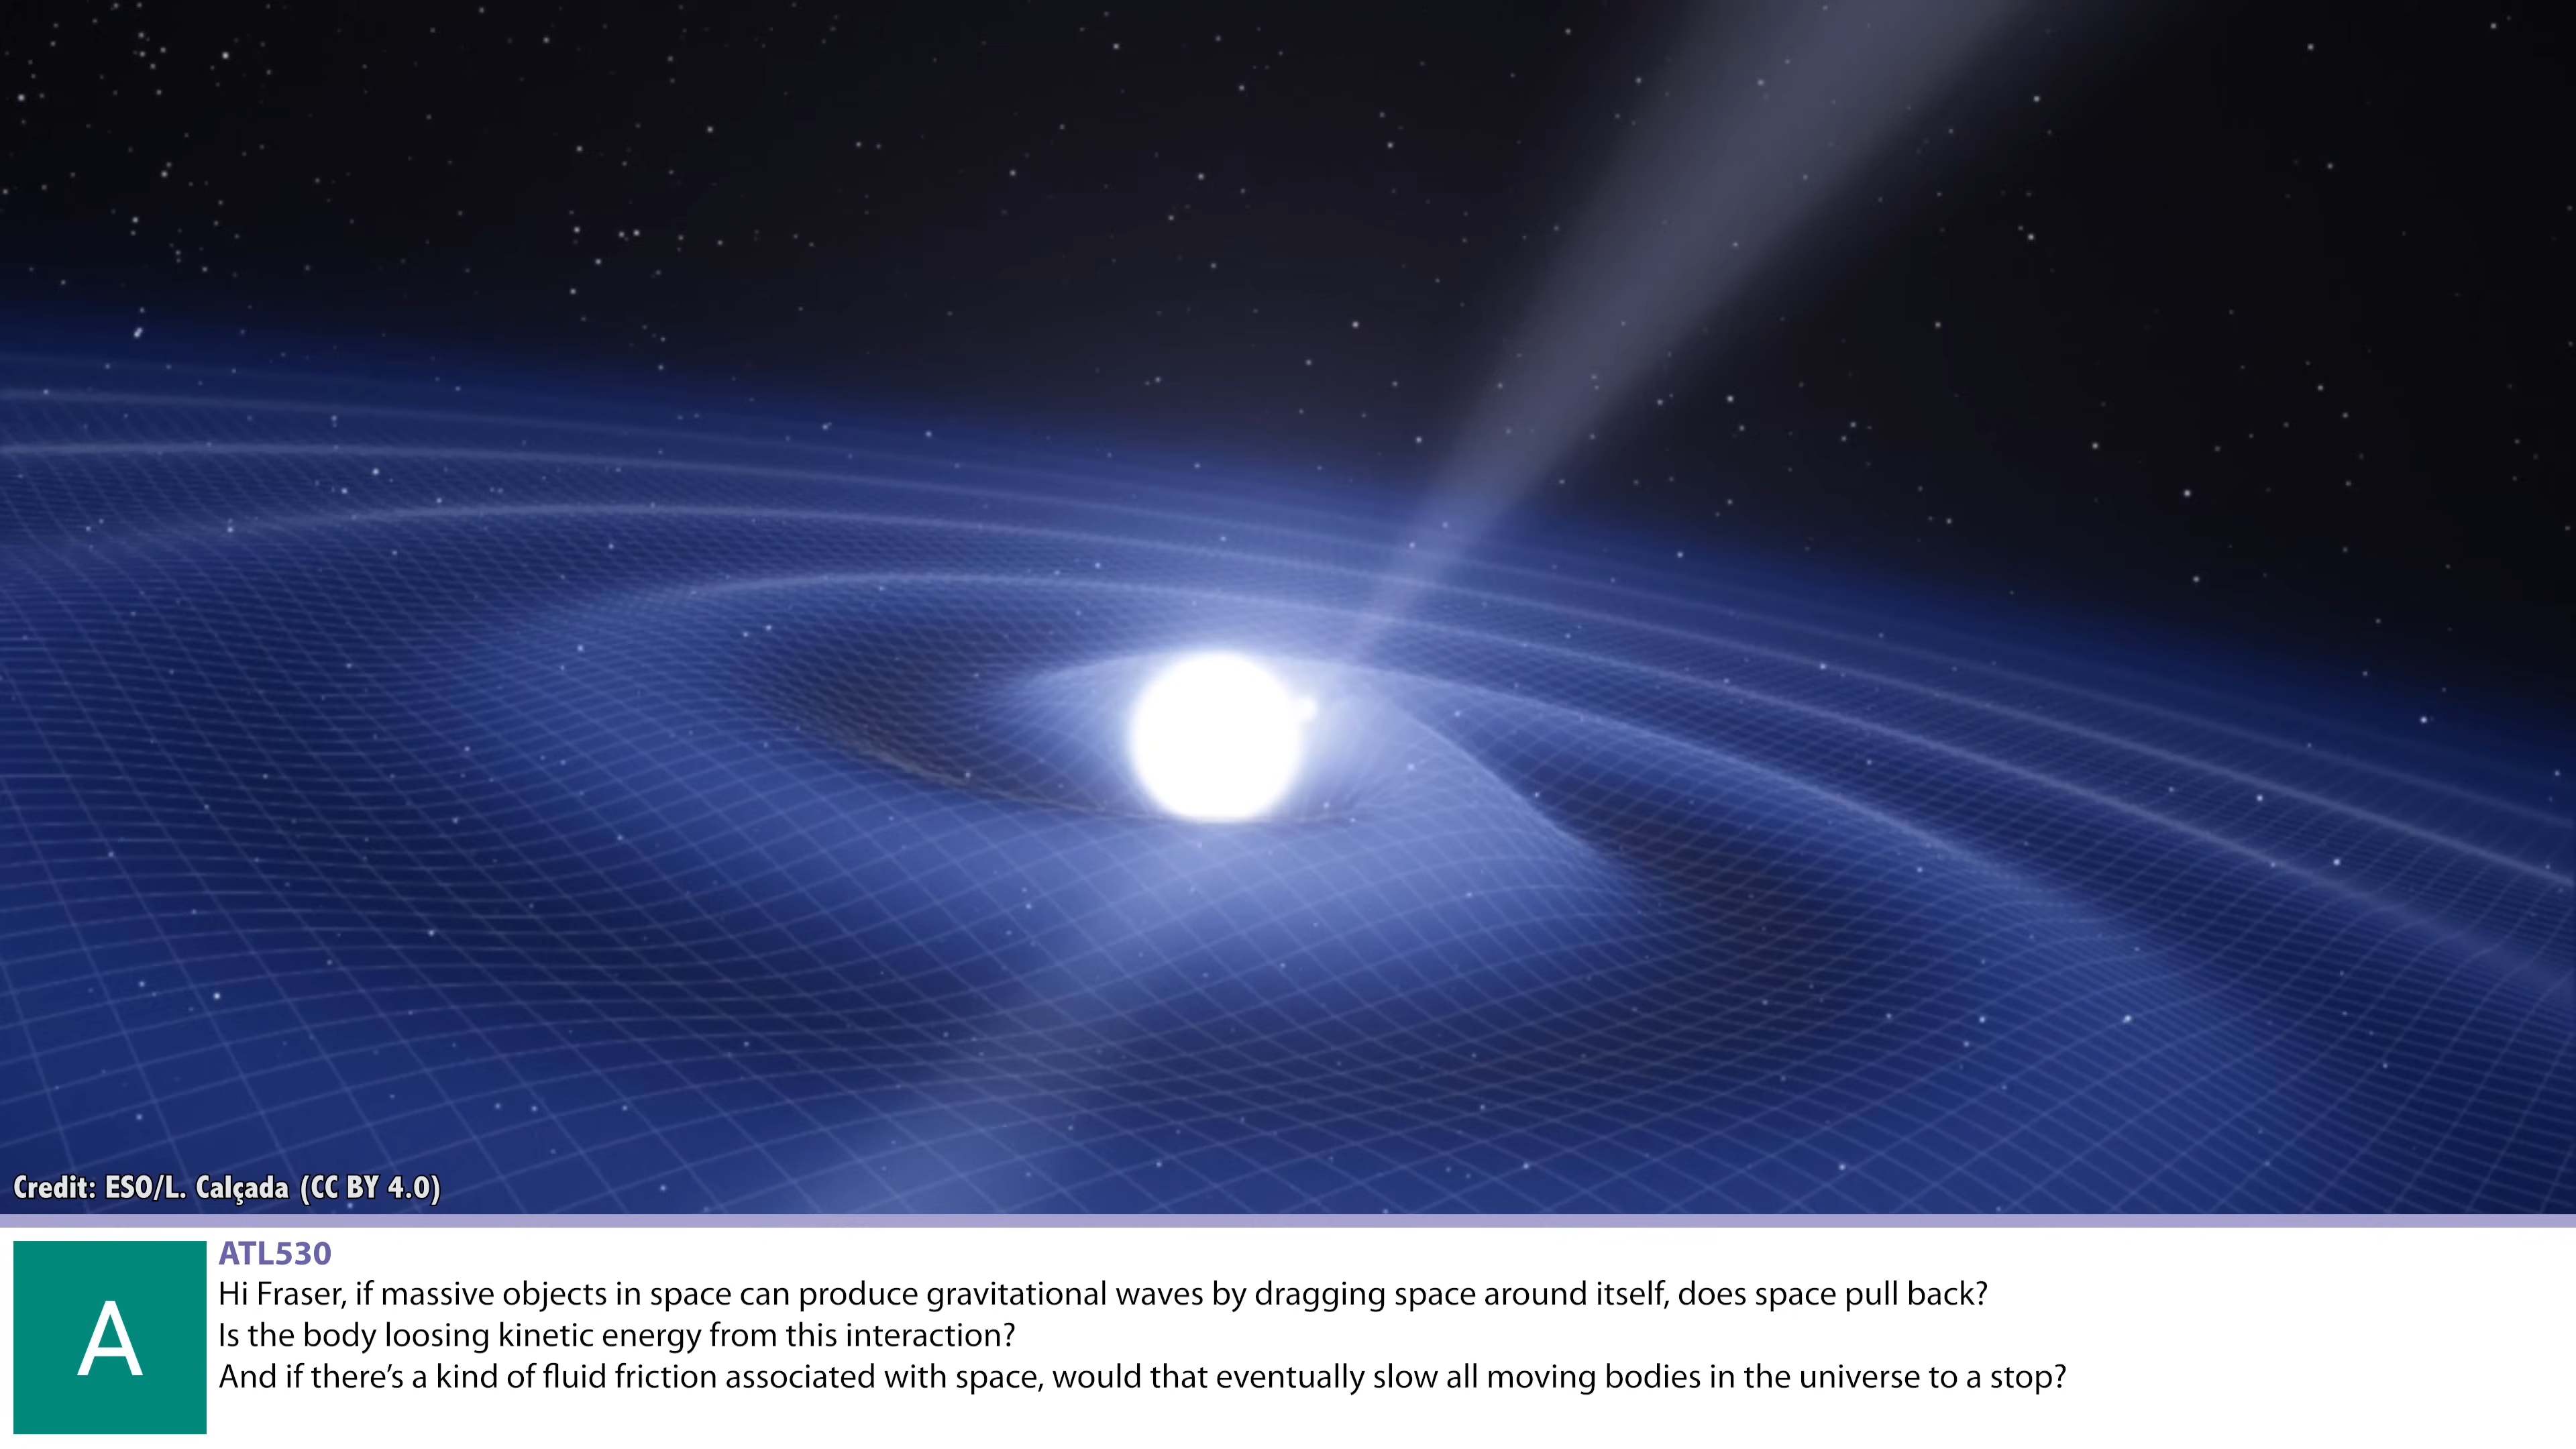 Credit: ESO/L. Calçada (CC BY 4.0)
A
ATL530
Hi Fraser, if massive objects in space can produce gravitational waves by dragging space around itself, does space pull back?
Is the body loosing kinetic energy from this interaction?
And if there’s a kind of fluid friction associated with space, would that eventually slow all moving bodies in the universe to a stop?